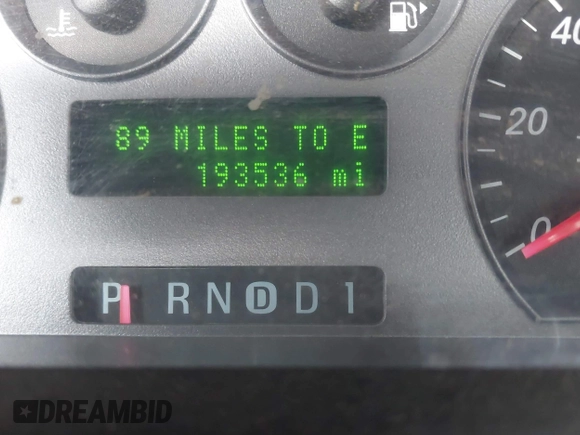 40
89 MILES TO E
193536 mi
20
0
P R N D D 1
DREAMBID